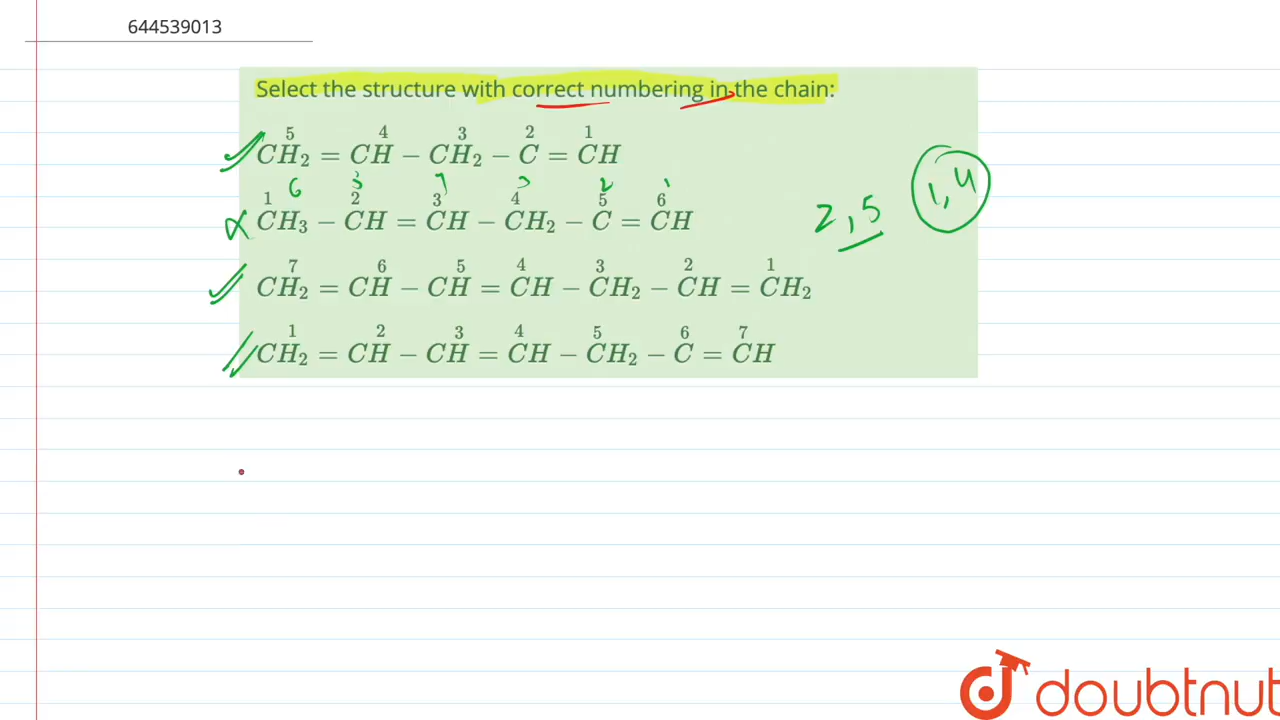 644539013
Select the structure with correct numbering in the chain:
5 4 3 2 1
CH₂ = CH − CH₂ − C = CH
6 3 2 1
1 2 3 4 5 6
CH₃ − CH = CH − CH₂ − C = CH
2, 5 1, 4
7 6 5 4 3 2 1
CH₂ = CH − CH = CH − CH₂ − CH = CH₂
1 2 3 4 5 6 7
CH₂ = CH − CH = CH − CH₂ − C = CH
doubtnut